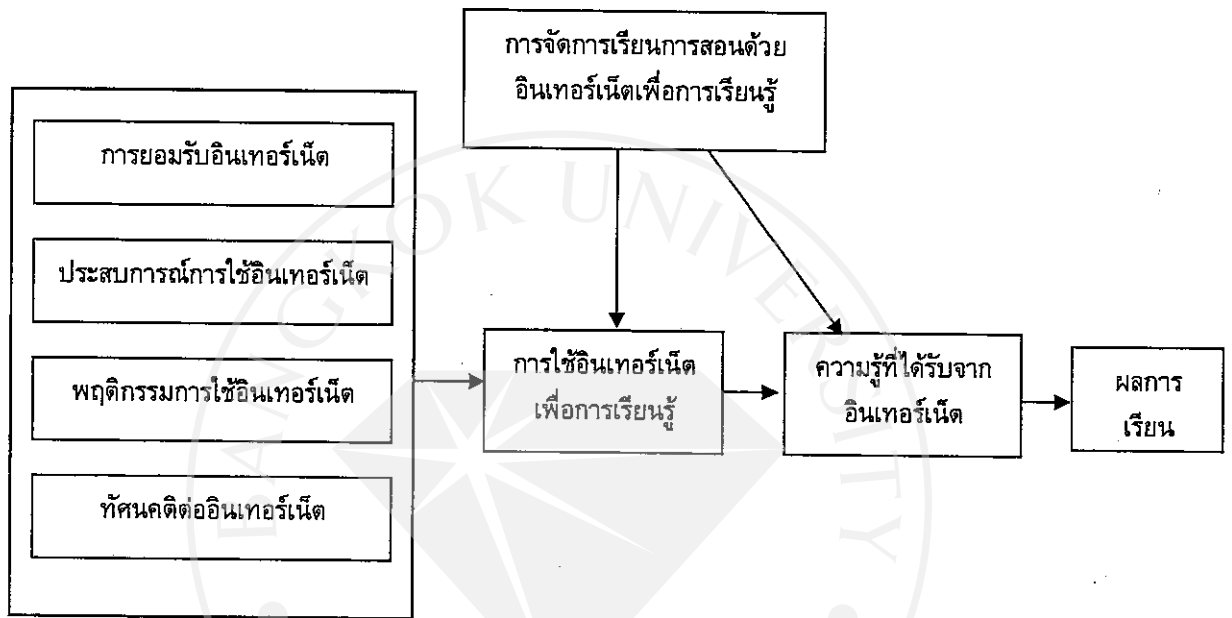 การจัดการเรียนการสอนด้วย
อินเทอร์เน็ตเพื่อการเรียนรู้
การยอมรับอินเทอร์เน็ต
ประสบการณ์การใช้อินเทอร์เน็ต
พฤติกรรมการใช้อินเทอร์เน็ต
ทัศนคติต่ออินเทอร์เน็ต
การใช้อินเทอร์เน็ต
เพื่อการเรียนรู้
ความรู้ที่ได้รับจาก
อินเทอร์เน็ต
ผลการ
เรียน
BANGKOK UNIVERSITY